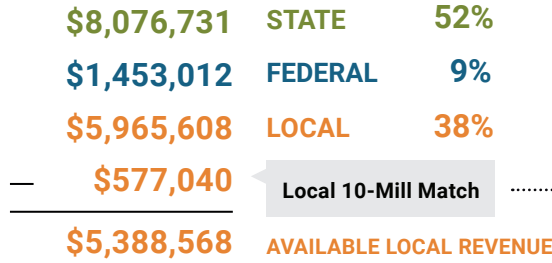 $8,076,731 STATE 52%
$1,453,012 FEDERAL 9%
$5,965,608 LOCAL 38%
— $577,040 Local 10-Mill Match
$5,388,568 AVAILABLE LOCAL REVENUE